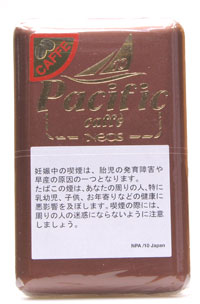 CAFFÈ
Pacific
caffè
Neos
妊娠中の喫煙は、胎児の発育障害や
早産の原因の一つとなります。
たばこの煙は、あなたの周りの人、特に
乳幼児、子供、お年寄りなどの健康に
悪影響を及ぼします。喫煙の際には、
周りの人の迷惑にならないように注意
しましょう。
NPA /10 Japan